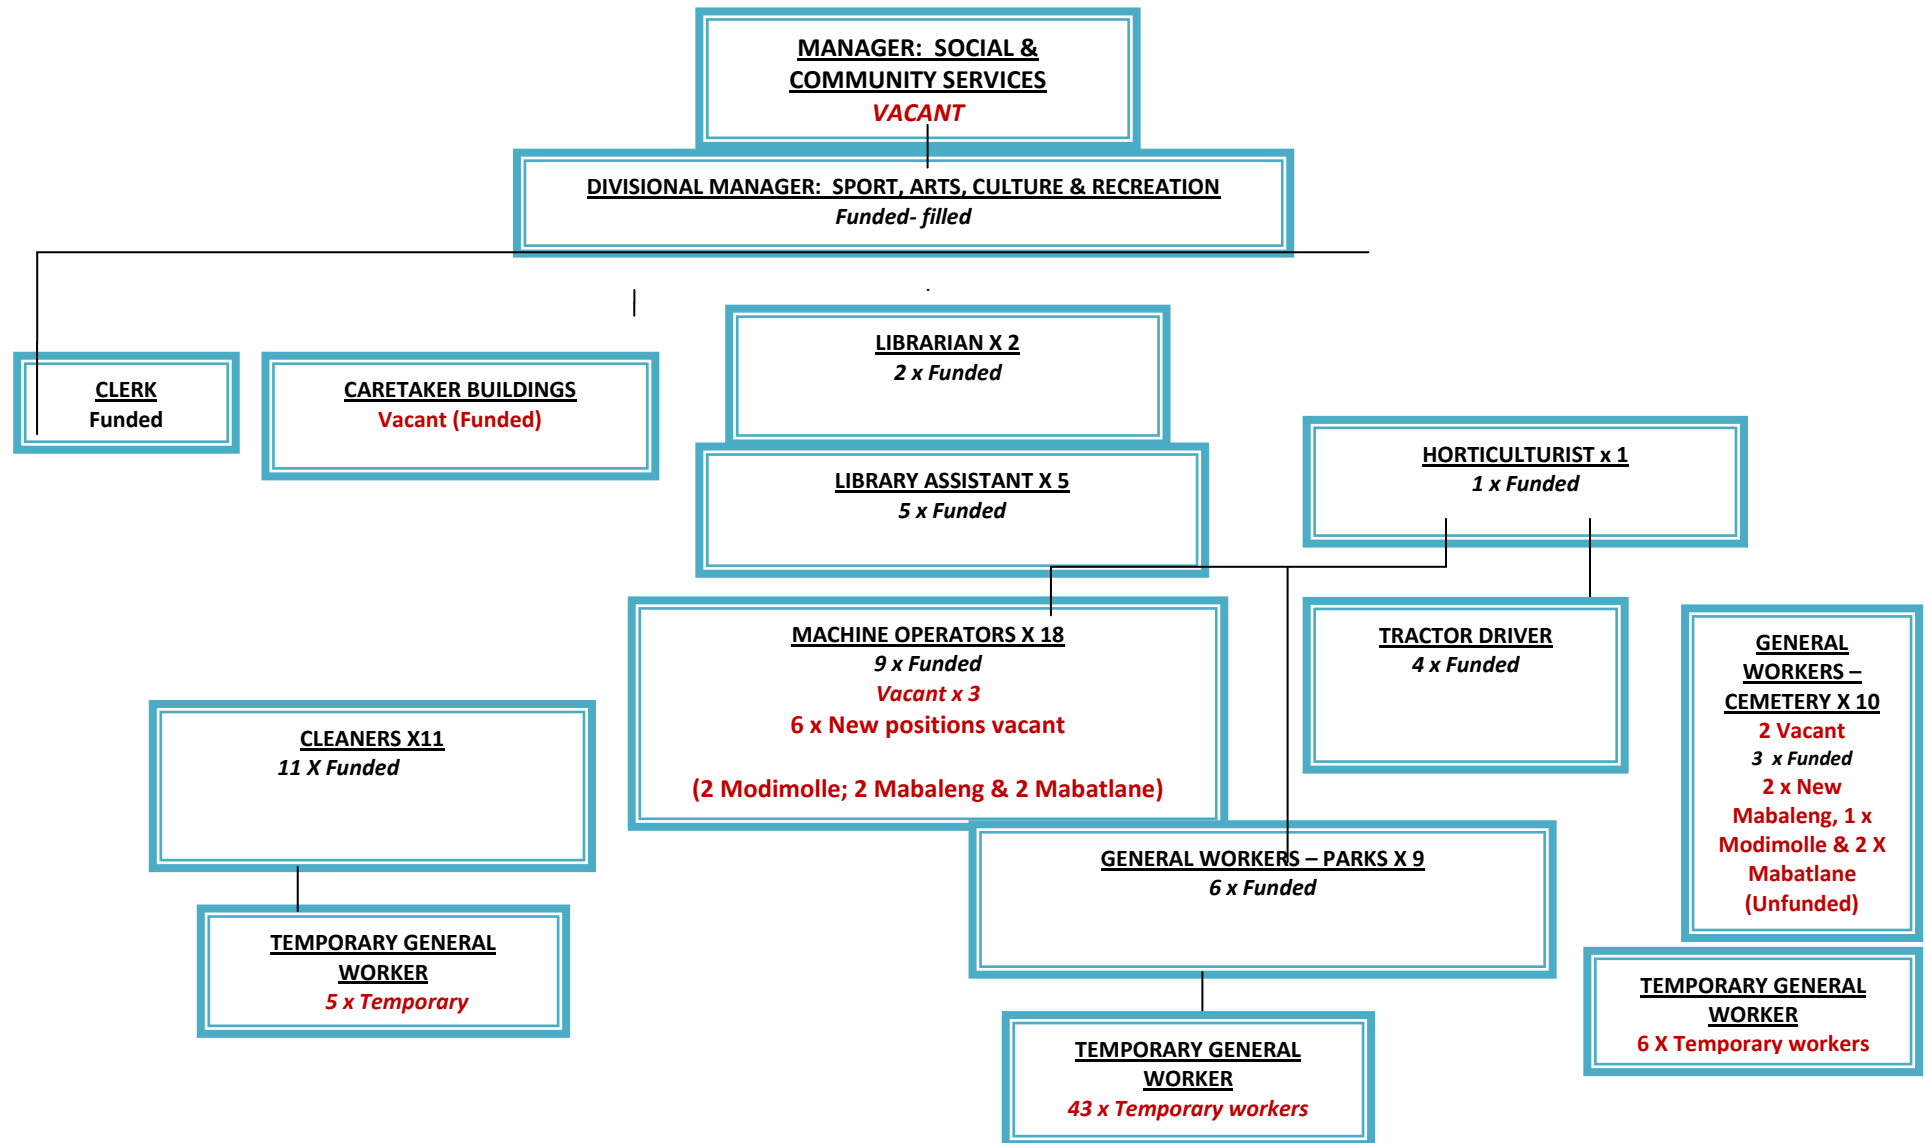 MANAGER: SOCIAL &
COMMUNITY SERVICES
VACANT
DIVISIONAL MANAGER: SPORT, ARTS, CULTURE & RECREATION
Funded- filled
CLERK
Funded
CARETAKER BUILDINGS
Vacant (Funded)
LIBRARIAN X 2
2 x Funded
LIBRARY ASSISTANT X 5
5 x Funded
HORTICULTURIST x 1
1 x Funded
MACHINE OPERATORS X 18
9 x Funded
Vacant x 3
6 x New positions vacant
(2 Modimolle; 2 Mabaleng & 2 Mabatlane)
TRACTOR DRIVER
4 x Funded
GENERAL
WORKERS –
CEMETERY X 10
2 Vacant
3 x Funded
2 x New
Mabaleng, 1 x
Modimolle & 2 X
Mabatlane
(Unfunded)
CLEANERS X11
11 X Funded
GENERAL WORKERS – PARKS X 9
6 x Funded
TEMPORARY GENERAL
WORKER
5 x Temporary
TEMPORARY GENERAL
WORKER
43 x Temporary workers
TEMPORARY GENERAL
WORKER
6 X Temporary workers